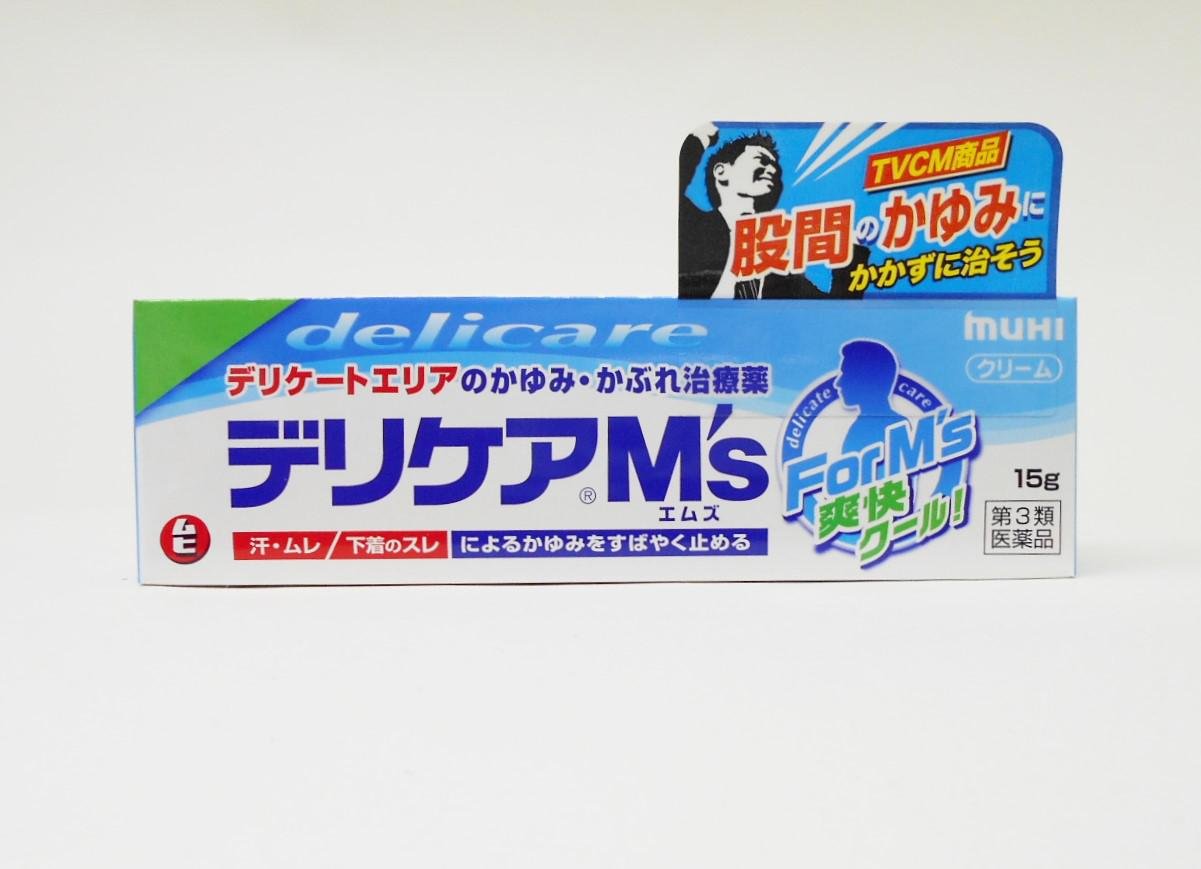 TVCM商品
股間のかゆみに
かかずに治そう
delicare
muHI
クリーム
デリケートエリアのかゆみ・かぶれ治療薬
デリケア®M's
エムズ
delicate care
For M's
爽快
クール!
15g
第3類
医薬品
ムヒ
汗・ムレ/下着のスレによるかゆみをすばやく止める